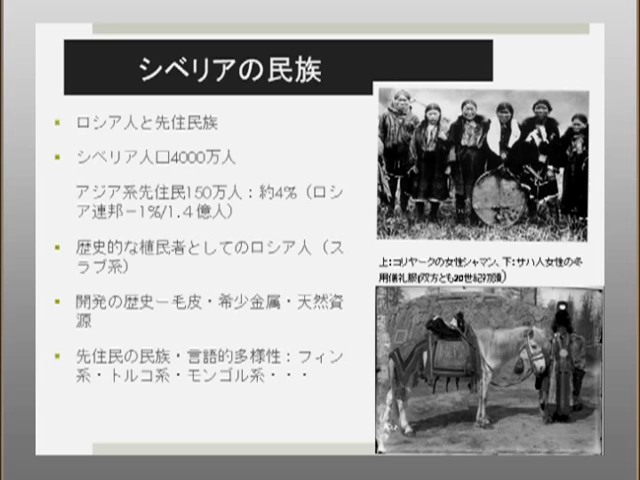 シベリアの民族
ロシア人と先住民族
シベリア人口4000万人
アジア系先住民150万人：約4%（ロシ
ア連邦－1%/1.4億人）
歴史的な植民者としてのロシア人（ス
ラブ系）
開発の歴史－毛皮・希少金属・天然資
源
先住民の民族・言語的多様性：フィン
系・トルコ系・モンゴル系・・・
上：コリヤークの女性シャマン、下：サハ人女性の冬
用儀礼服(双方とも20世紀初頭)